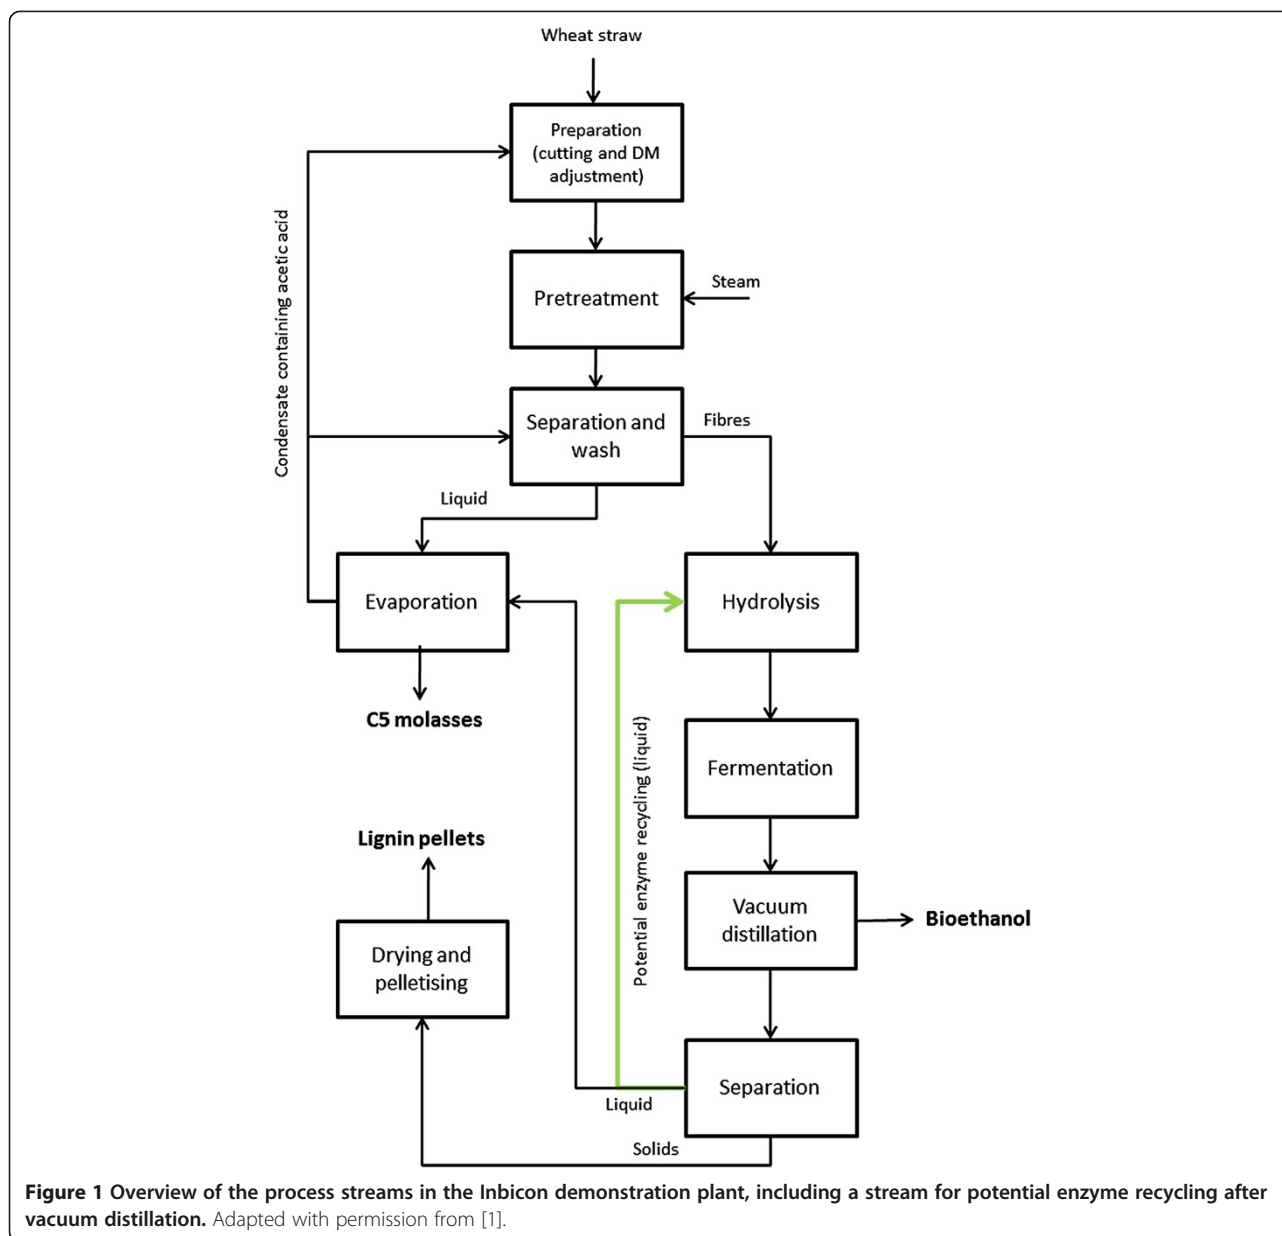 Wheat straw
Preparation
(cutting and DM
adjustment)
Condensate containing acetic acid
Pretreatment
Steam
Separation and
wash
Fibres
Liquid
Evaporation
Hydrolysis
C5 molasses
Potential enzyme recycling (liquid)
Fermentation
Lignin pellets
Vacuum
distillation
Bioethanol
Drying and
pelletising
Separation
Liquid
Solids
Figure 1 Overview of the process streams in the Inbicon demonstration plant, including a stream for potential enzyme recycling after
vacuum distillation. Adapted with permission from [1].